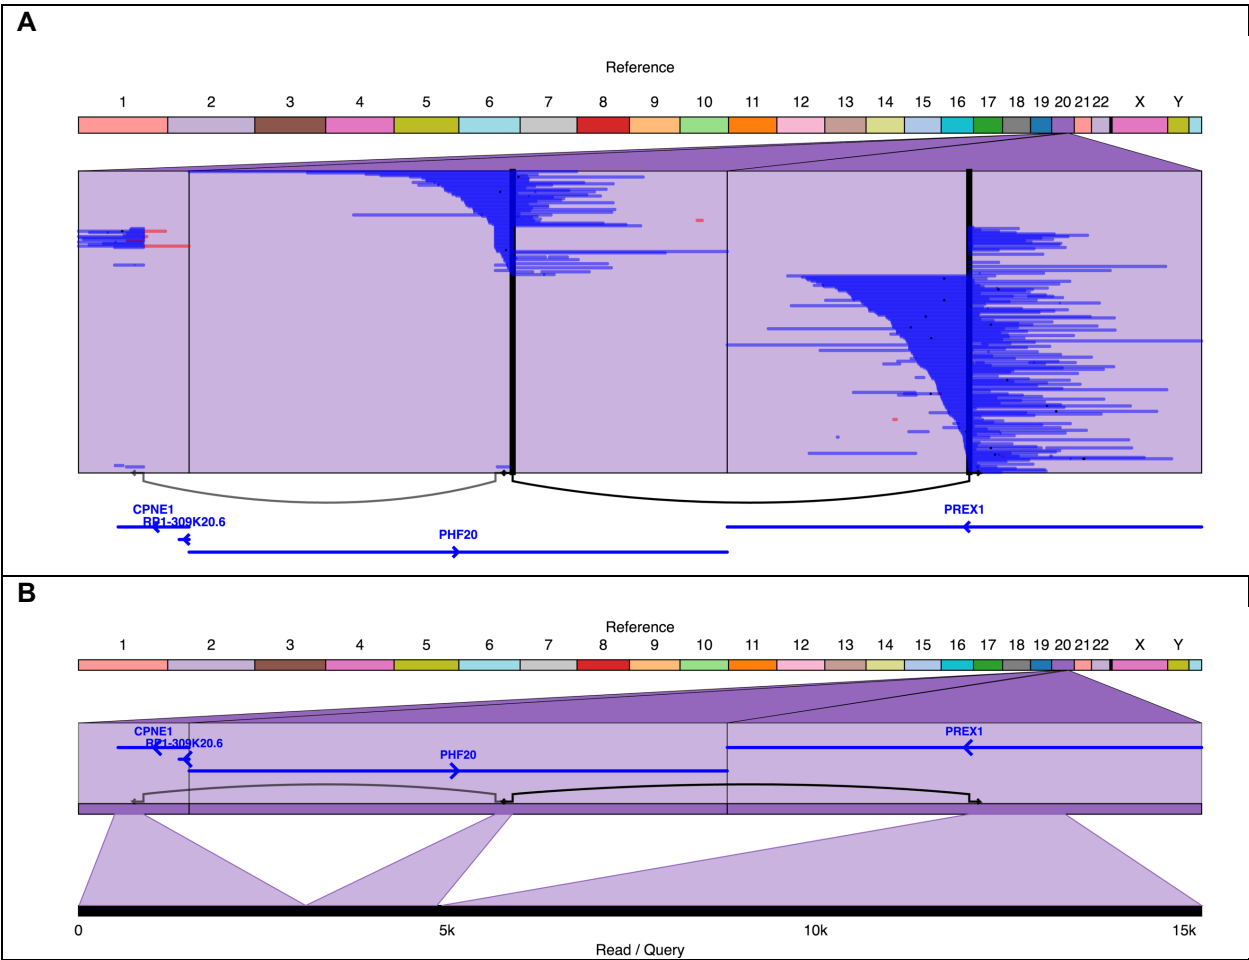 A
Reference
1 2 3 4 5 6 7 8 9 10 11 12 13 14 15 16 17 18 19 20 21 22 X Y
CPNE1
RP1-309K20.6
PHF20
PREX1
B
Reference
1 2 3 4 5 6 7 8 9 10 11 12 13 14 15 16 17 18 19 20 21 22 X Y
CPNE1
RP1-309K20.6
PHF20
PREX1
0 5k 10k 15k
Read / Query